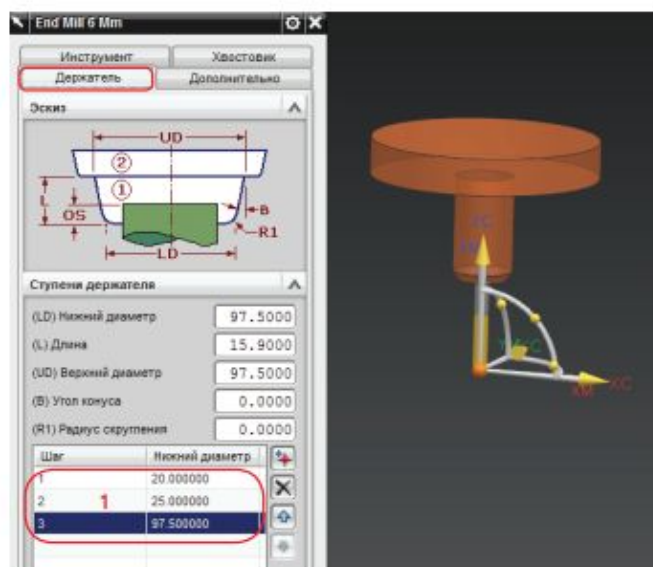 End Mill 6 Mm
Инструмент Хвостовик
Держатель Дополнительно
Эскиз
UD
2
1
L
OS
B
R1
LD
Ступени держателя
(LD) Нижний диаметр 97.5000
(L) Длина 15.9000
(UD) Верхний диаметр 97.5000
(B) Угол конуса 0.0000
(R1) Радиус скругления 0.0000
Шаг Нижний диаметр
1 20.000000
2 1 25.000000
3 97.500000
XM XC